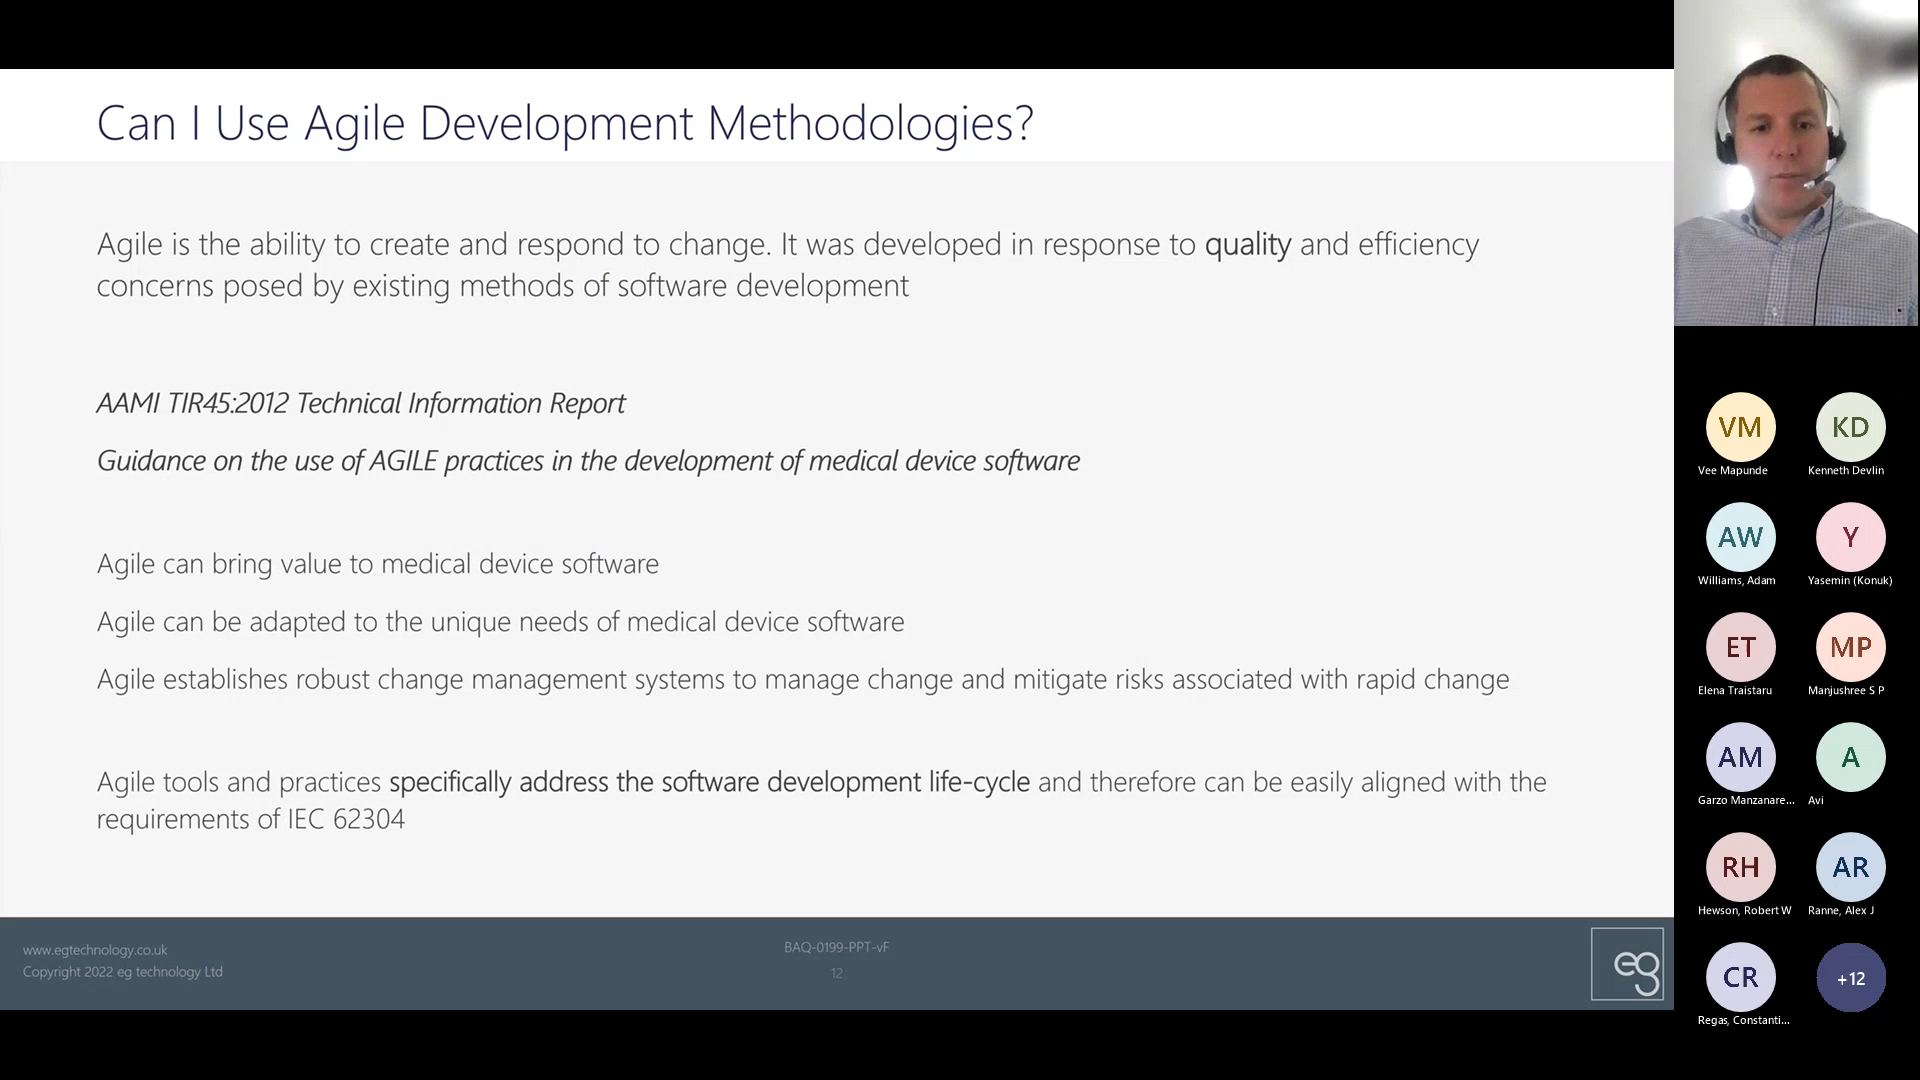 Can I Use Agile Development Methodologies?
Agile is the ability to create and respond to change. It was developed in response to quality and efficiency
concerns posed by existing methods of software development
AAMI TIR45:2012 Technical Information Report
Guidance on the use of AGILE practices in the development of medical device software
Agile can bring value to medical device software
Agile can be adapted to the unique needs of medical device software
Agile establishes robust change management systems to manage change and mitigate risks associated with rapid change
Agile tools and practices specifically address the software development life-cycle and therefore can be easily aligned with the
requirements of IEC 62304
www.egtechnology.co.uk
Copyright 2022 eg technology Ltd
BAQ-0199-PPT-vF
12
eg
VM
Vee Mapunde
KD
Kenneth Devlin
AW
Williams, Adam
Y
Yasemin (Konuk)
ET
Elena Traistaru
MP
Manjushree S P
AM
Garzo Manzanare...
A
Avi
RH
Hewson, Robert W
AR
Ranne, Alex J
CR
Regas, Constanti...
+12